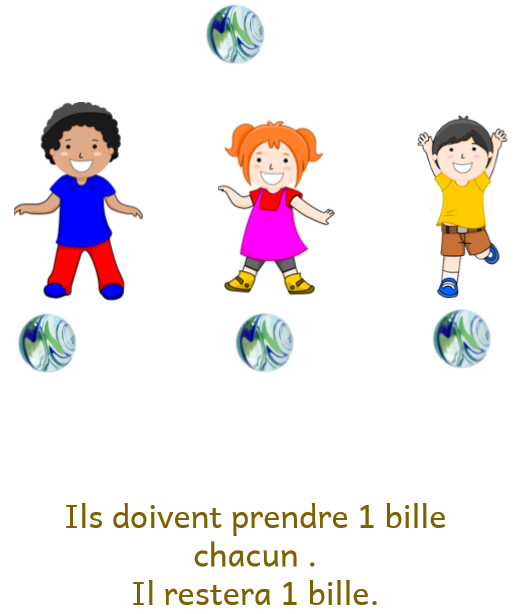 Ils doivent prendre 1 bille
chacun .
Il restera 1 bille.